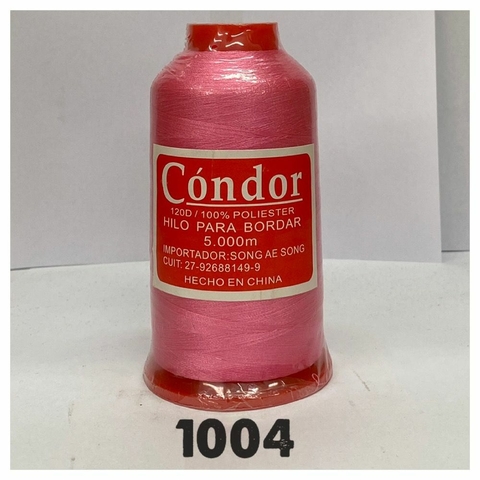 Cóndor
120D / 100% POLIESTER
HILO PARA BORDAR
5.000m
IMPORTADOR:SONG AE SONG
CUIT: 27-92688149-9
HECHO EN CHINA
1004